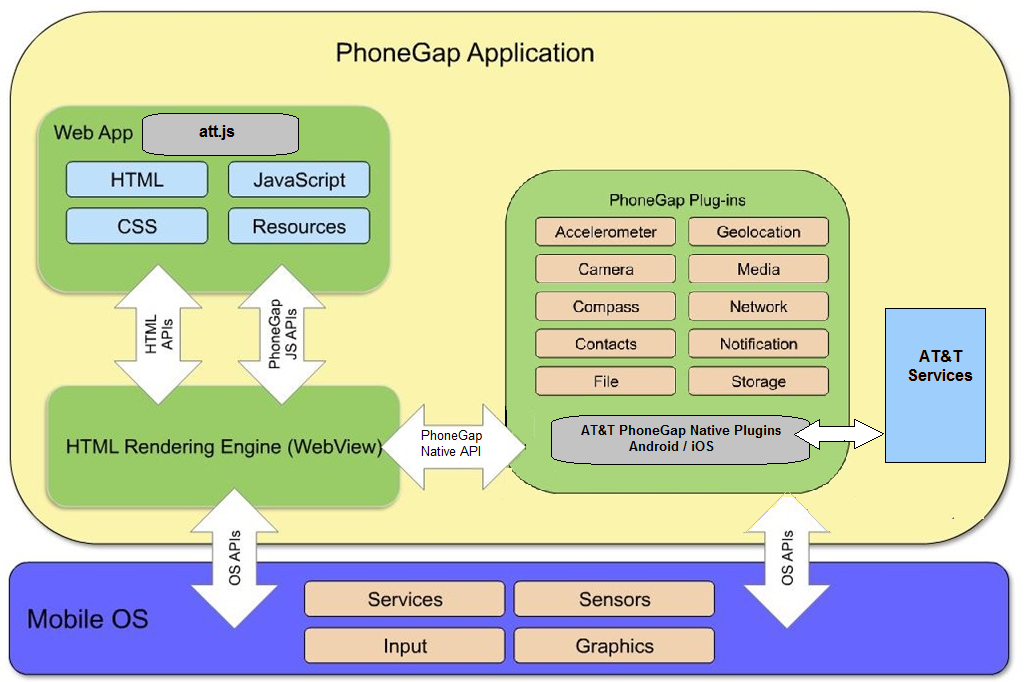 PhoneGap Application
Web App
att.js
HTML
JavaScript
CSS
Resources
HTML
APIs
PhoneGap
JS APIs
HTML Rendering Engine (WebView)
PhoneGap
Native API
PhoneGap Plug-ins
Accelerometer
Geolocation
Camera
Media
Compass
Network
Contacts
Notification
File
Storage
AT&T PhoneGap Native Plugins
Android / iOS
AT&T
Services
OS APIs
OS APIs
Mobile OS
Services
Sensors
Input
Graphics